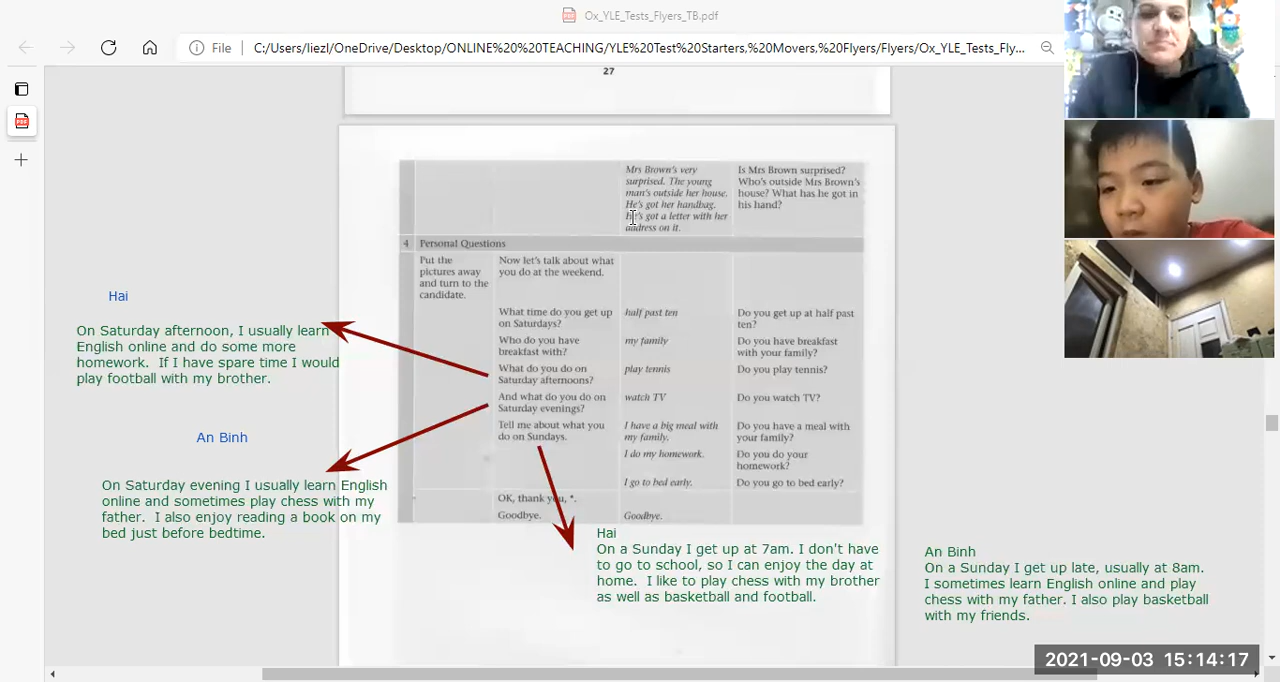 Ox_YLE_Tests_Flyers_TB.pdf
File
C:/Users/liezl/OneDrive/Desktop/ONLINE%20%20TEACHING/YLE%20Test%20Starters,%20Movers,%20Flyers/Flyers/Ox_YLE_Tests_Fly...
27
Mrs Brown's very
surprised. The young
man's outside her house.
He's got her handbag.
He's got a letter with her
address on it.
Is Mrs Brown surprised?
Who's outside Mrs Brown's
house? What has he got in
his hand?
4 Personal Questions
Put the
pictures away
and turn to the
candidate.
Now let's talk about what
you do at the weekend.
What time do you get up
on Saturdays?
half past ten
Do you get up at half past
ten?
Who do you have
breakfast with?
my family
Do you have breakfast
with your family?
What do you do on
Saturday afternoons?
play tennis
Do you play tennis?
And what do you do on
Saturday evenings?
watch TV
Do you watch TV?
Tell me about what you
do on Sundays.
I have a big meal with
my family.
Do you have a meal with
your family?
I do my homework.
Do you do your
homework?
I go to bed early.
Do you go to bed early?
OK, thank you, *.
Goodbye.
Goodbye.
Hai
On Saturday afternoon, I usually learn
English online and do some more
homework.  If I have spare time I would
play football with my brother.
An Binh
On Saturday evening I usually learn English
online and sometimes play chess with my
father.  I also enjoy reading a book on my
bed just before bedtime.
Hai
On a Sunday I get up at 7am. I don't have
to go to school, so I can enjoy the day at
home.  I like to play chess with my brother
as well as basketball and football.
An Binh
On a Sunday I get up late, usually at 8am.
I sometimes learn English online and play
chess with my father. I also play basketball
with my friends.
2021-09-03 15:14:17